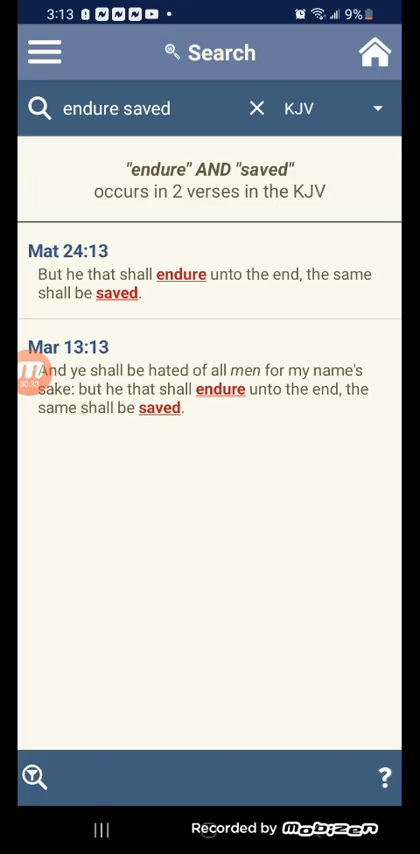 3:13 9%
Search
endure saved KJV
"endure" AND "saved"
occurs in 2 verses in the KJV
Mat 24:13
But he that shall endure unto the end, the same
shall be saved.
Mar 13:13
And ye shall be hated of all men for my name's
sake: but he that shall endure unto the end, the
same shall be saved.
30:33
?
Recorded by mobizen